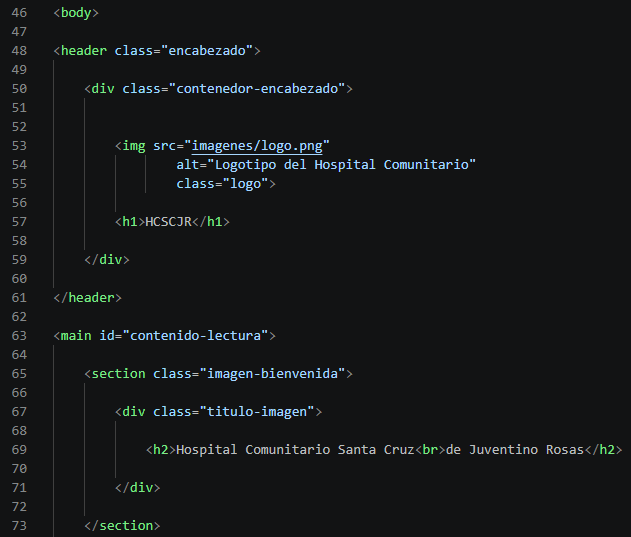 46 <body>
47
48 <header class="encabezado">
49
50 <div class="contenedor-encabezado">
51
52
53 <img src="imagenes/logo.png"
54 alt="Logotipo del Hospital Comunitario"
55 class="logo">
56
57 <h1>HCSCJR</h1>
58
59 </div>
60
61 </header>
62
63 <main id="contenido-lectura">
64
65 <section class="imagen-bienvenida">
66
67 <div class="titulo-imagen">
68
69 <h2>Hospital Comunitario Santa Cruz<br>de Juventino Rosas</h2>
70
71 </div>
72
73 </section>